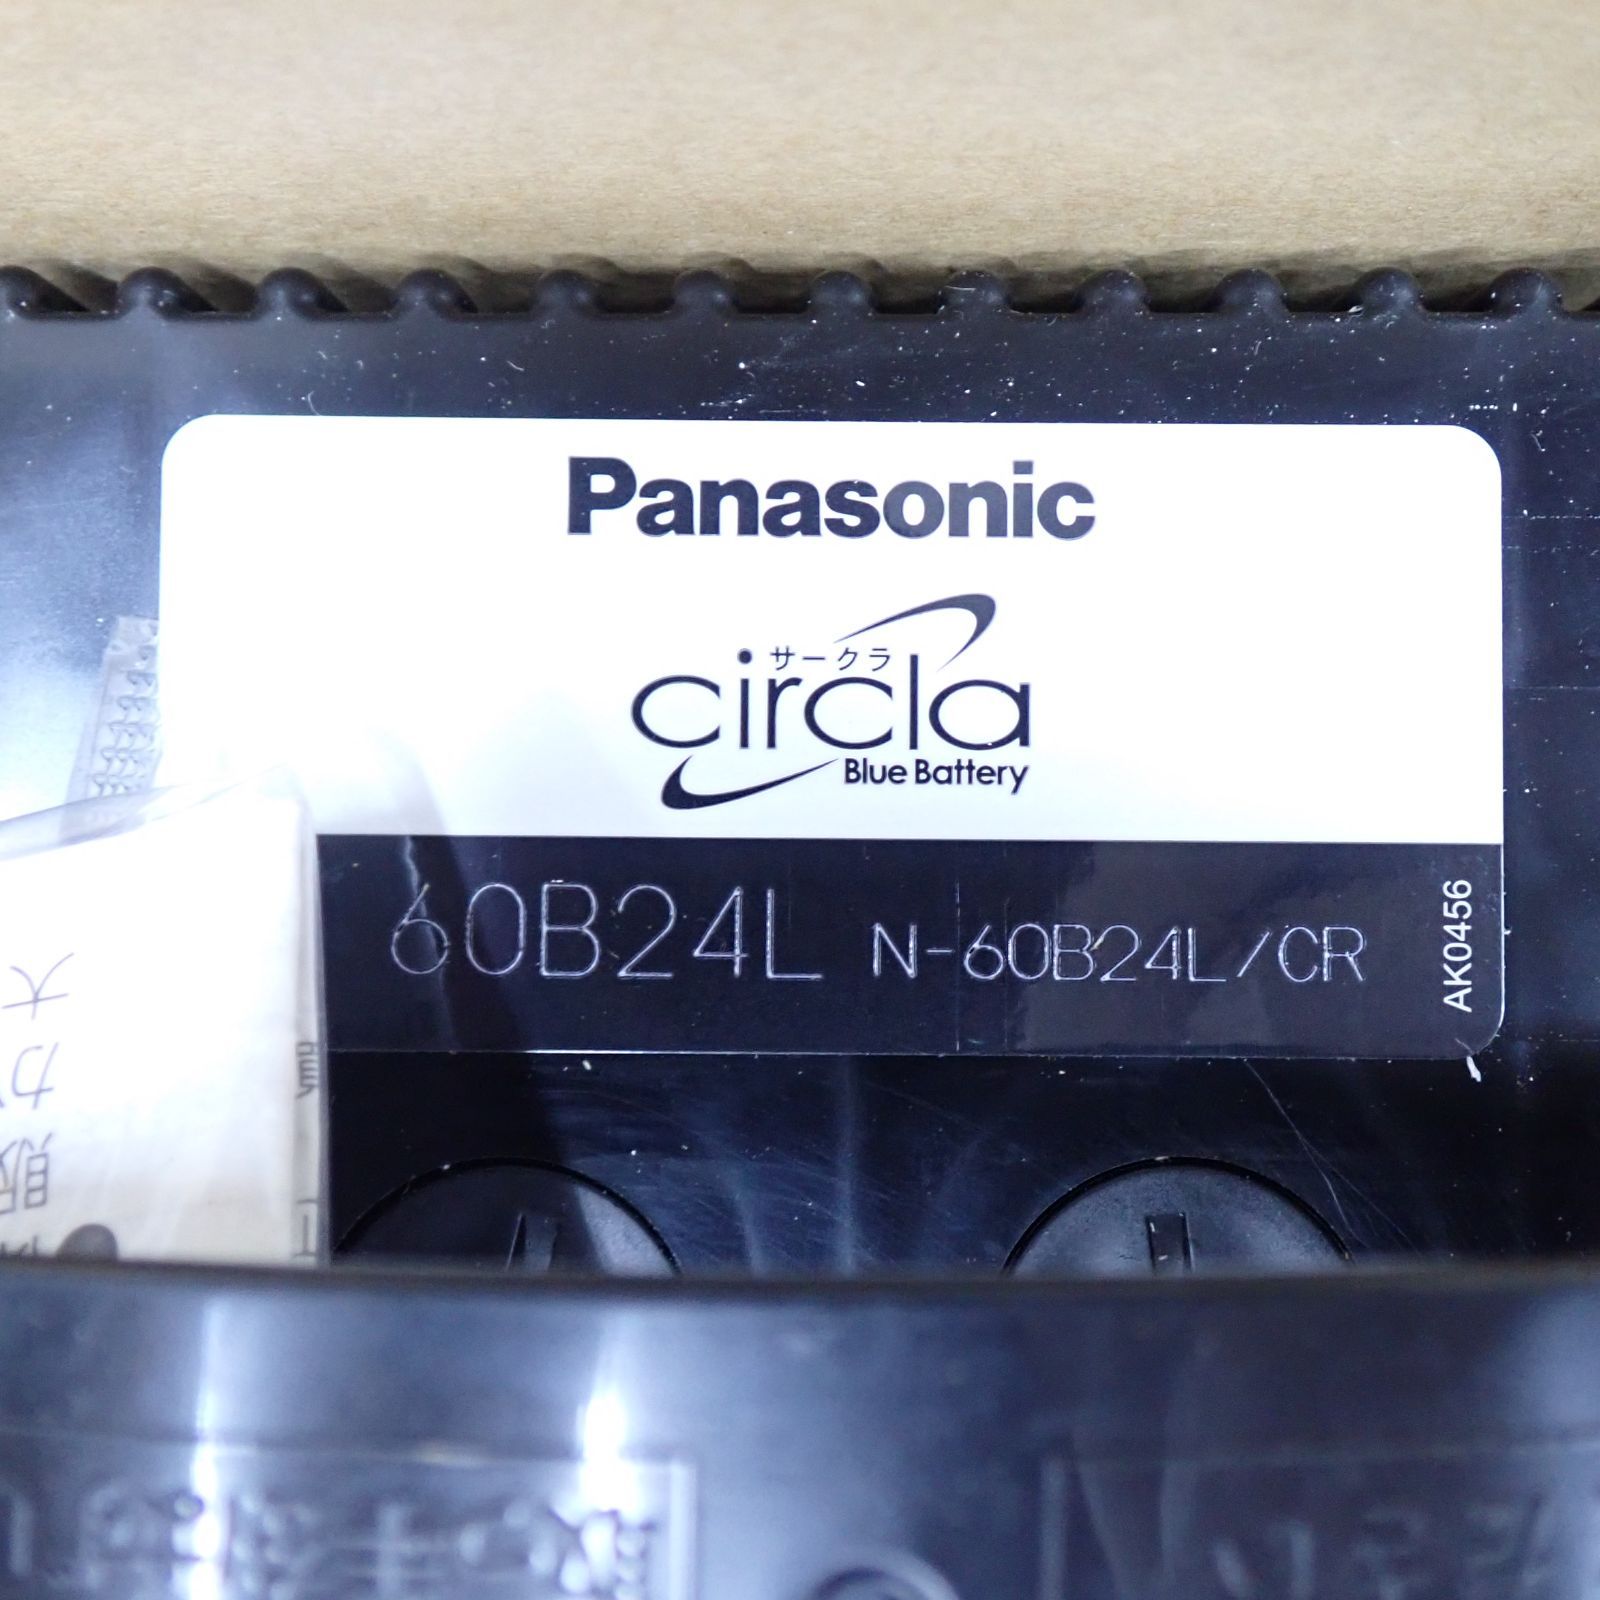 Panasonic
サークラ
circla
Blue Battery
60B24L N-60B24L/CR
AK0456